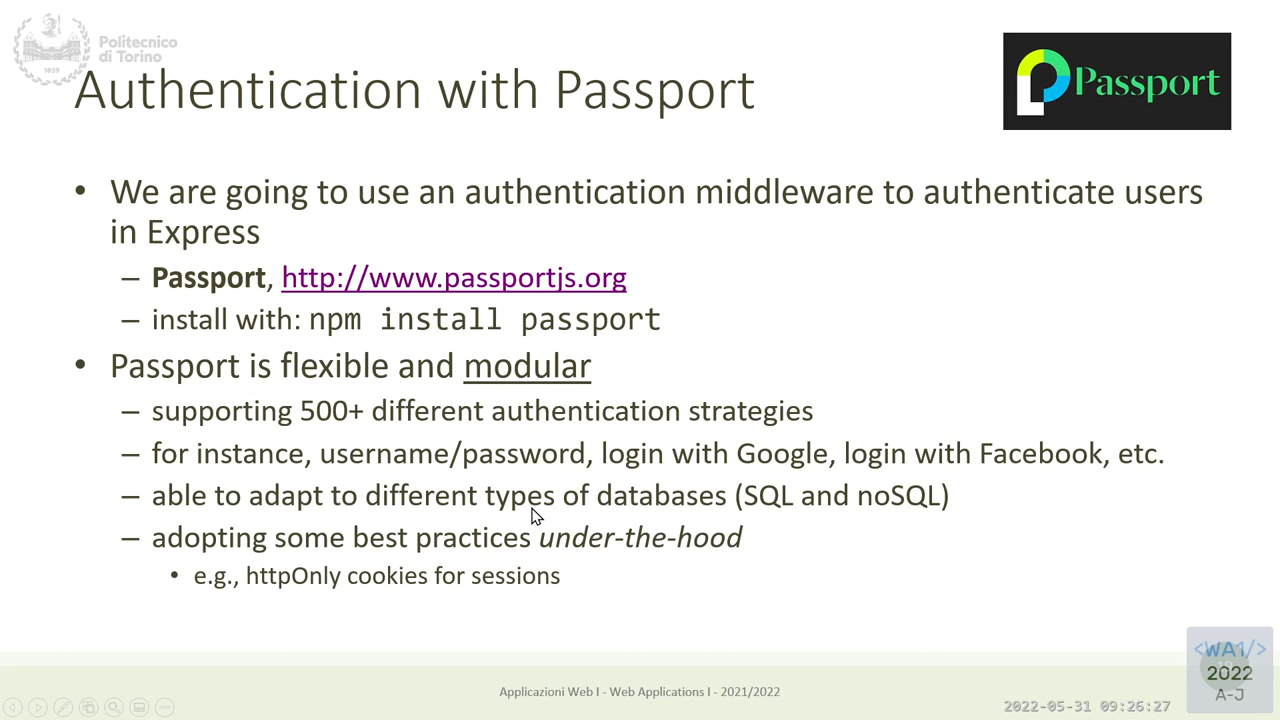 Politecnico
di Torino
1859
Authentication with Passport
Passport
• We are going to use an authentication middleware to authenticate users
in Express
– Passport, http://www.passportjs.org
– install with: npm install passport
• Passport is flexible and modular
– supporting 500+ different authentication strategies
– for instance, username/password, login with Google, login with Facebook, etc.
– able to adapt to different types of databases (SQL and noSQL)
– adopting some best practices under-the-hood
• e.g., httpOnly cookies for sessions
<WA1/>
2022
A-J
Applicazioni Web I - Web Applications I - 2021/2022
2022-05-31 09:26:27